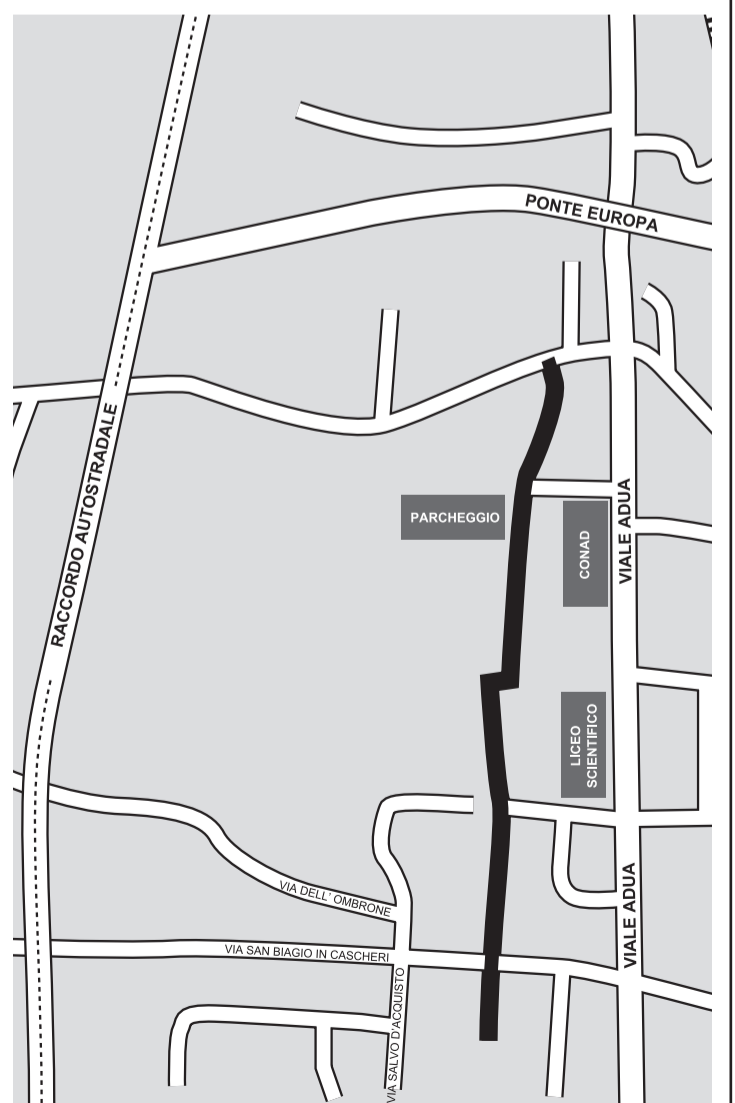 PONTE EUROPA
RACCORDO AUTOSTRADALE
PARCHEGGIO
CONAD
VIALE ADUA
LICEO
SCIENTIFICO
VIALE ADUA
VIA DELL' OMBRONE
VIA SAN BIAGIO IN CASCHERI
VIA SALVO D'ACQUISTO